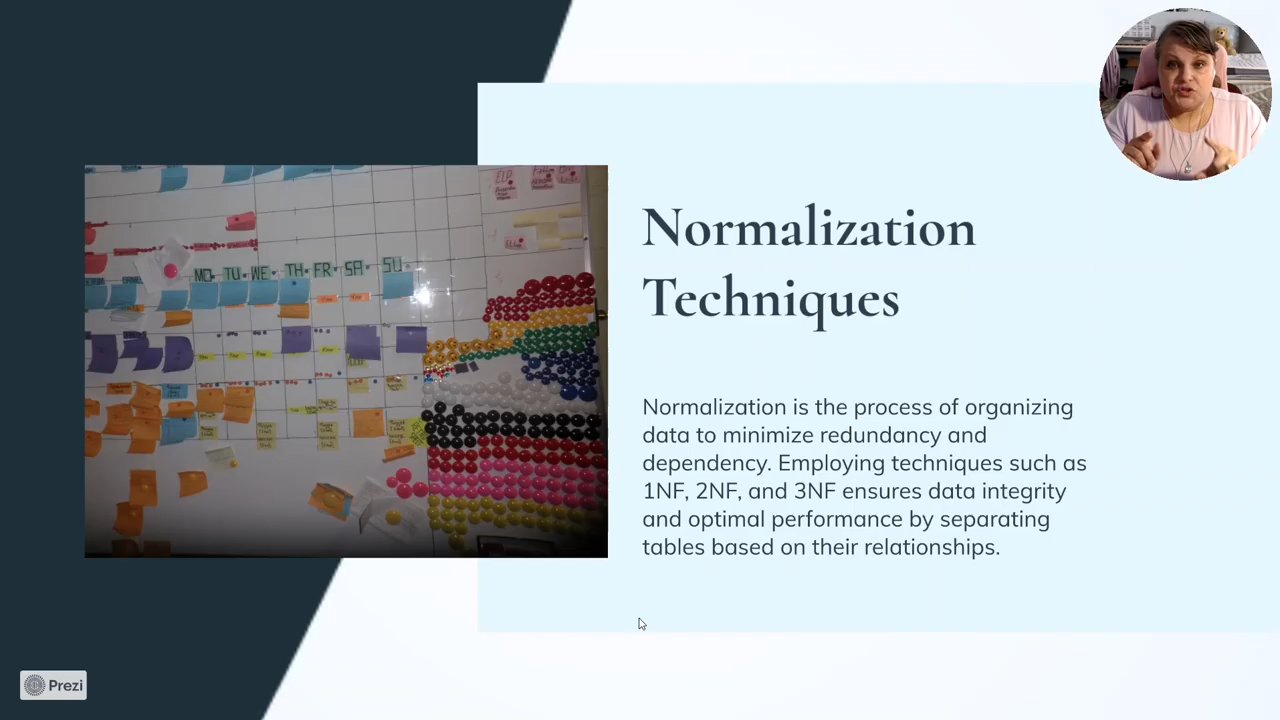 Normalization
Techniques
Normalization is the process of organizing
data to minimize redundancy and
dependency. Employing techniques such as
1NF, 2NF, and 3NF ensures data integrity
and optimal performance by separating
tables based on their relationships.
MO TU WE TH FR SA SU
ELP
Prezi